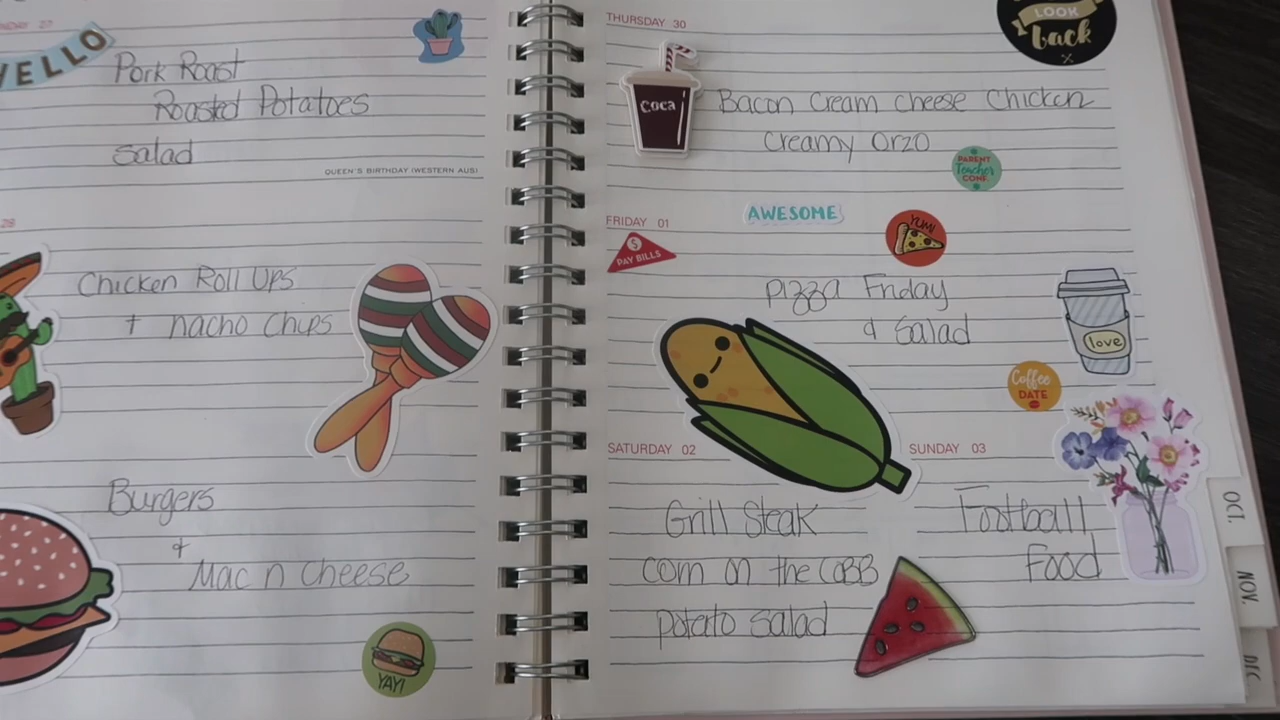 27
HELLO
Pork Roast
Roasted Potatoes
Salad
QUEEN'S BIRTHDAY (WESTERN AUS)
28
Chicken Roll Ups
+ nacho chips
Burgers
+
Mac n cheese
YAY!
THURSDAY 30
LOOK
back
coca
Bacon cream cheese Chicken
Creamy orzo
PARENT
Teacher
CONF.
FRIDAY 01
AWESOME
YUM!
$
PAY BILLS
pizza Friday
& Salad
love
Coffee
DATE
SATURDAY 02
Grill Steak
corn on the CoBB
potato salad
SUNDAY 03
Football
Food
OCT.
NOV.
DEC.